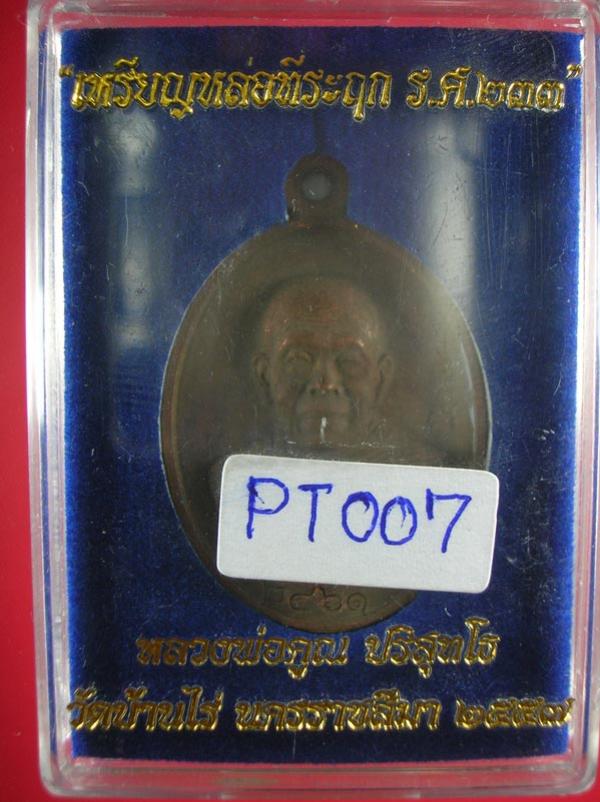 “เหรียญหล่อที่ระฤก ร.ศ.๒๓๓”
PT007
๑๔๖๑
หลวงพ่อคูณ ปริสุทโธ
วัดบ้านไร่ นครราชสีมา ๒๕๕๗